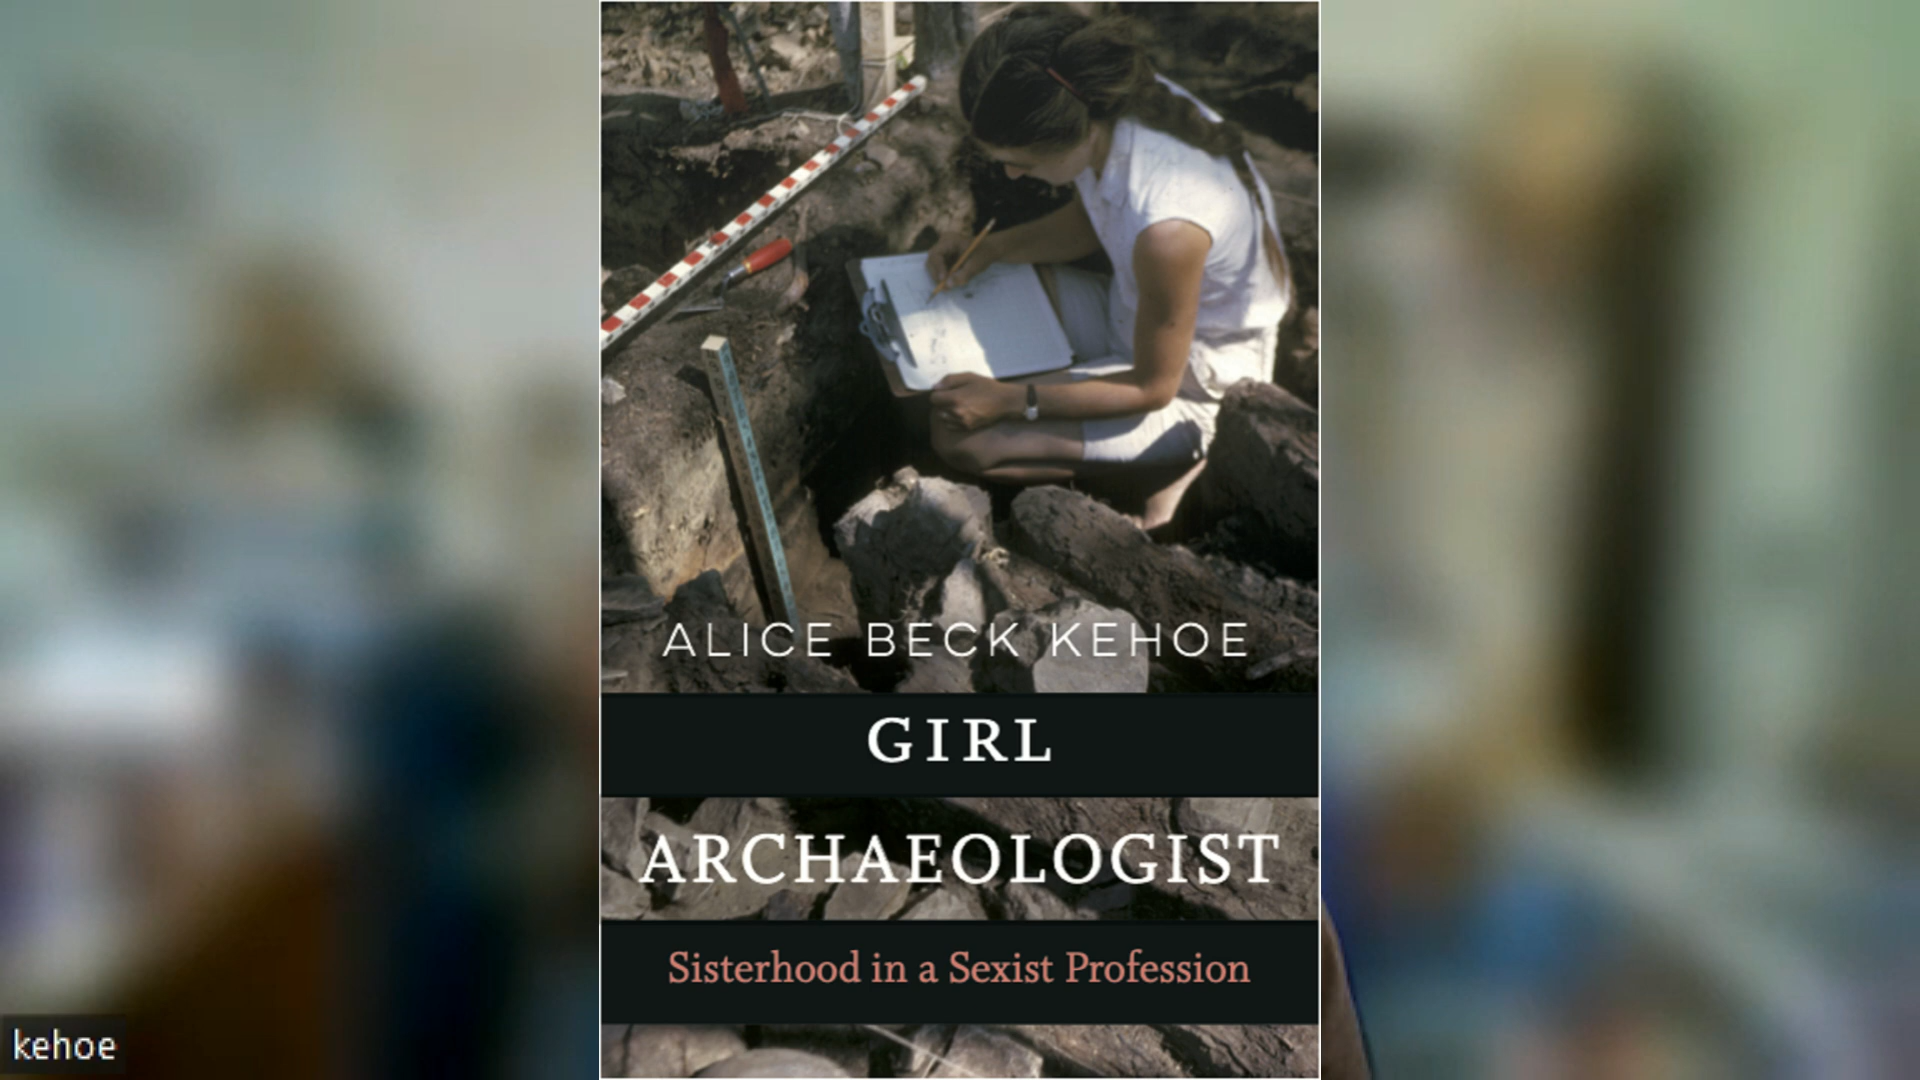 ALICE BECK KEHOE
GIRL
ARCHAEOLOGIST
Sisterhood in a Sexist Profession
kehoe